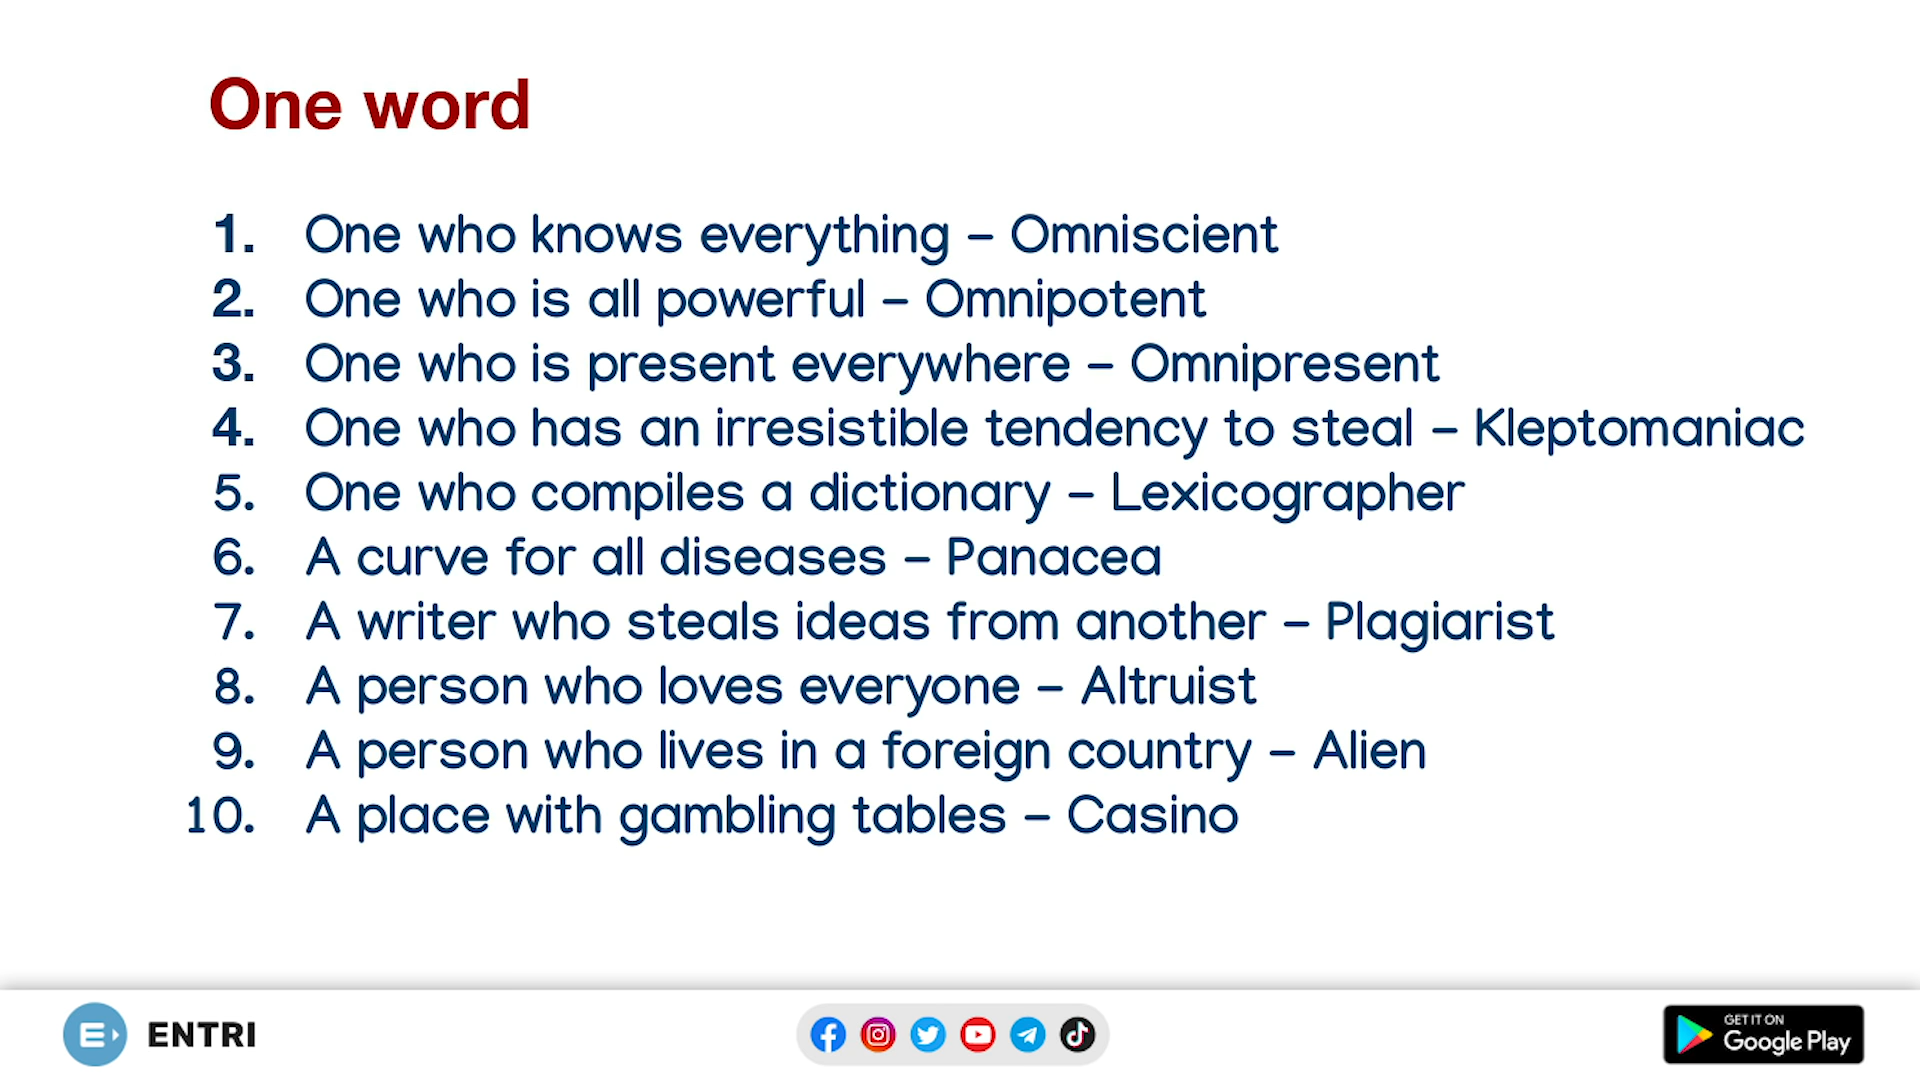 One word
1. One who knows everything – Omniscient
2. One who is all powerful – Omnipotent
3. One who is present everywhere – Omnipresent
4. One who has an irresistible tendency to steal – Kleptomaniac
5. One who compiles a dictionary – Lexicographer
6. A curve for all diseases – Panacea
7. A writer who steals ideas from another – Plagiarist
8. A person who loves everyone – Altruist
9. A person who lives in a foreign country – Alien
10. A place with gambling tables – Casino
E ENTRI
GET IT ON
Google Play